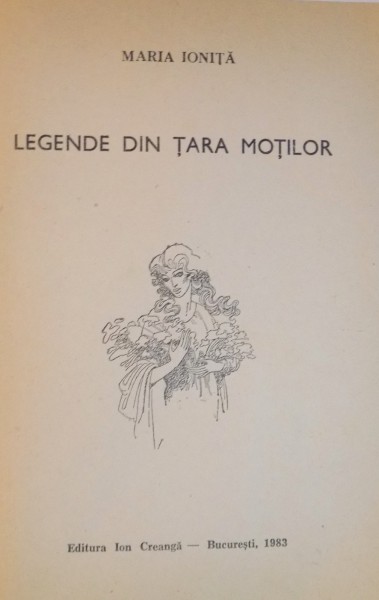 MARIA IONIȚĂ
LEGENDE DIN ȚARA MOȚILOR
Editura Ion Creangă — București, 1983